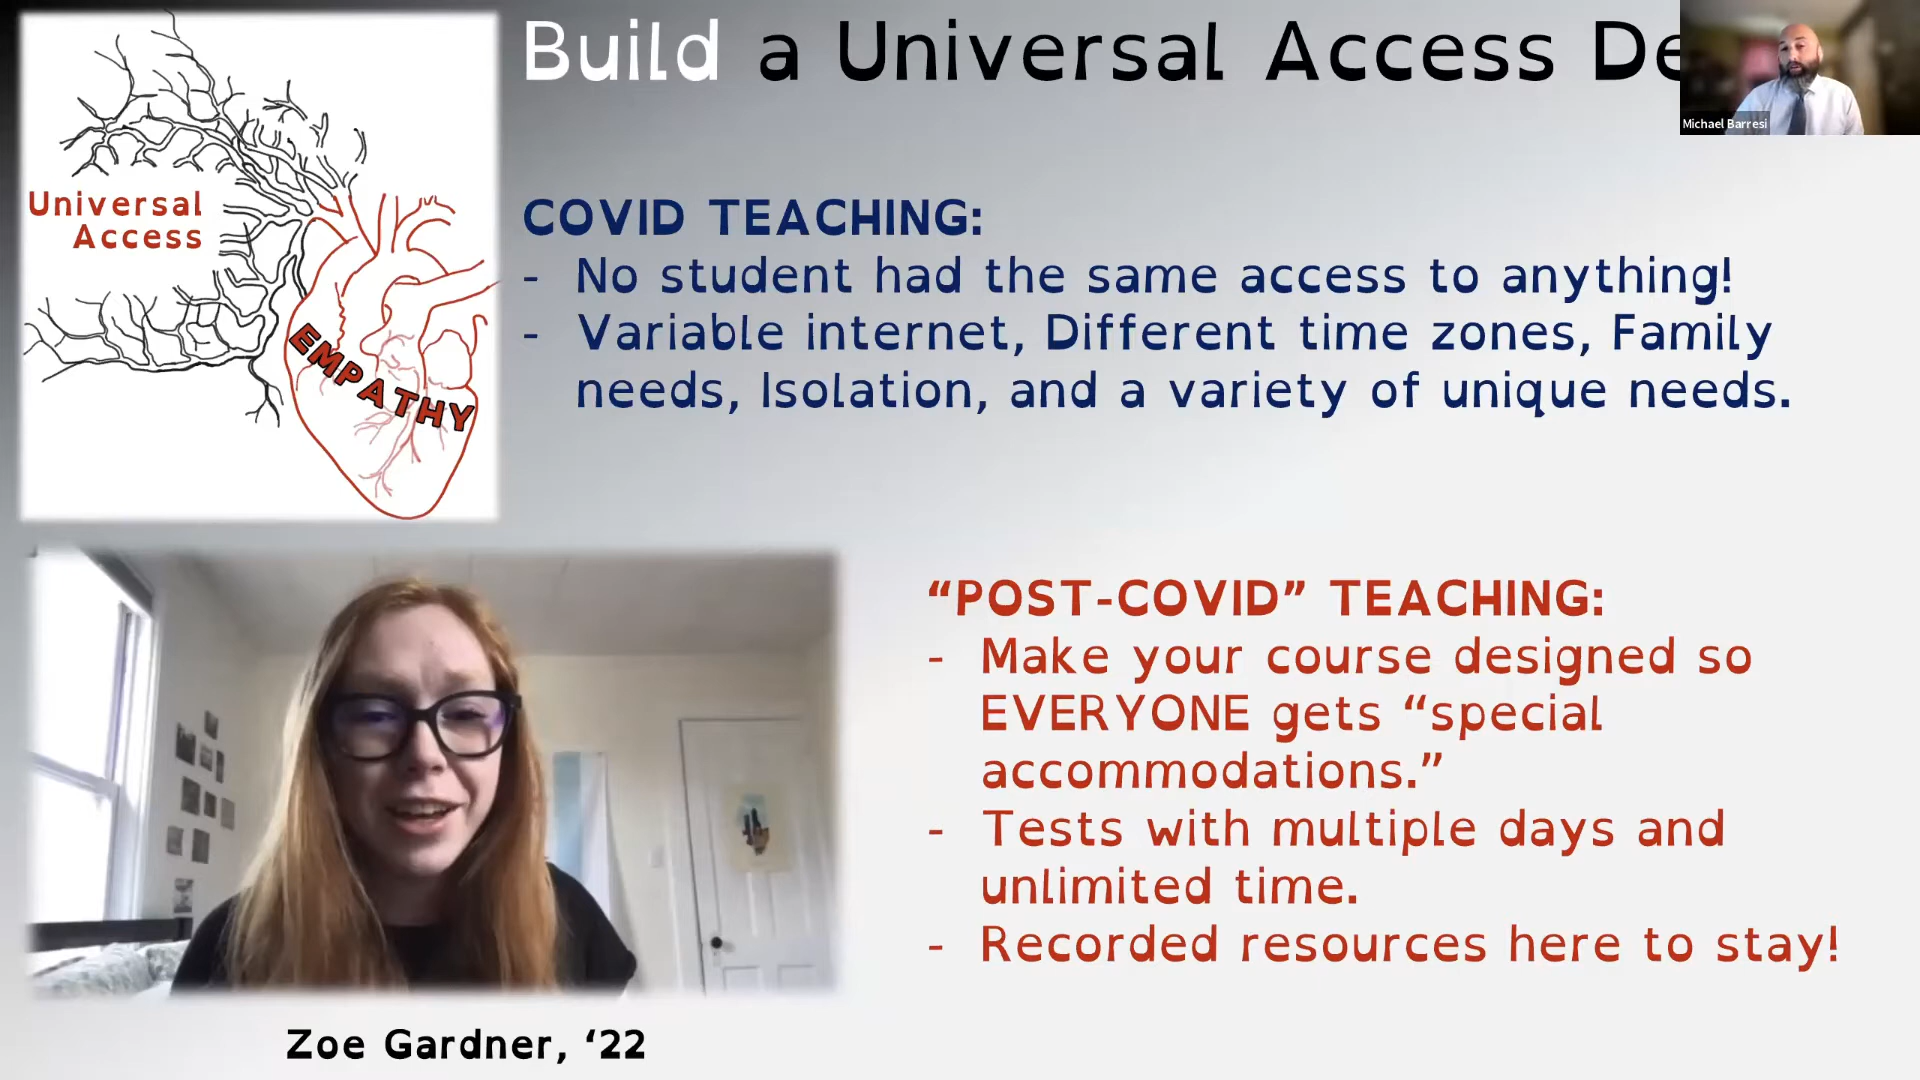 Build a Universal Access De
Michael Barresi
Universal
Access
EMPATHY
COVID TEACHING:
- No student had the same access to anything!
- Variable internet, Different time zones, Family
needs, Isolation, and a variety of unique needs.
“POST-COVID” TEACHING:
- Make your course designed so
EVERYONE gets “special
accommodations.”
- Tests with multiple days and
unlimited time.
- Recorded resources here to stay!
Zoe Gardner, ‘22